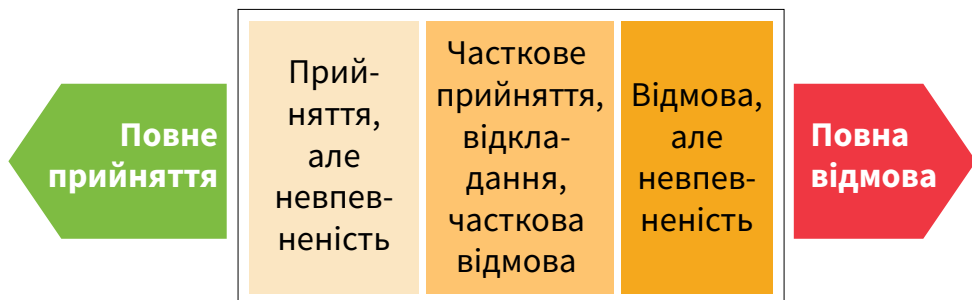 Повне
прийняття
Прий-
няття,
але
невпев-
неність
Часткове
прийняття,
відкла-
дання,
часткова
відмова
Відмова,
але
невпев-
неність
Повна
відмова